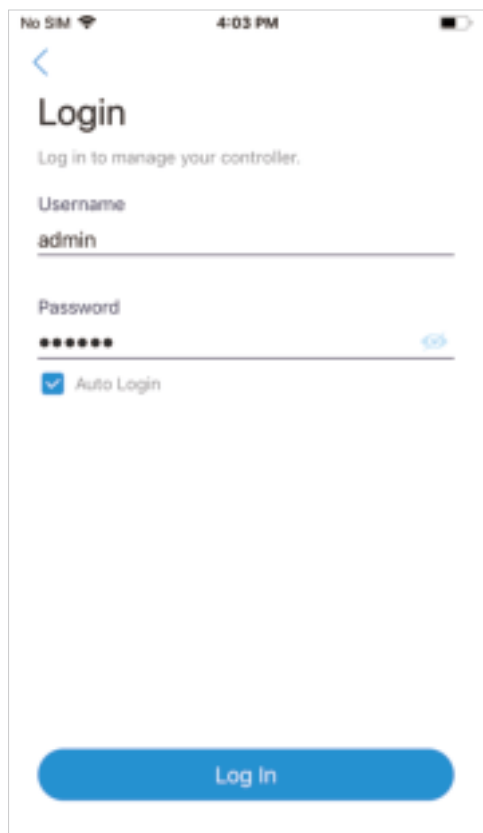 No SIM 4:03 PM
Login
Log in to manage your controller.
Username
admin
Password
••••••
Auto Login
Log In